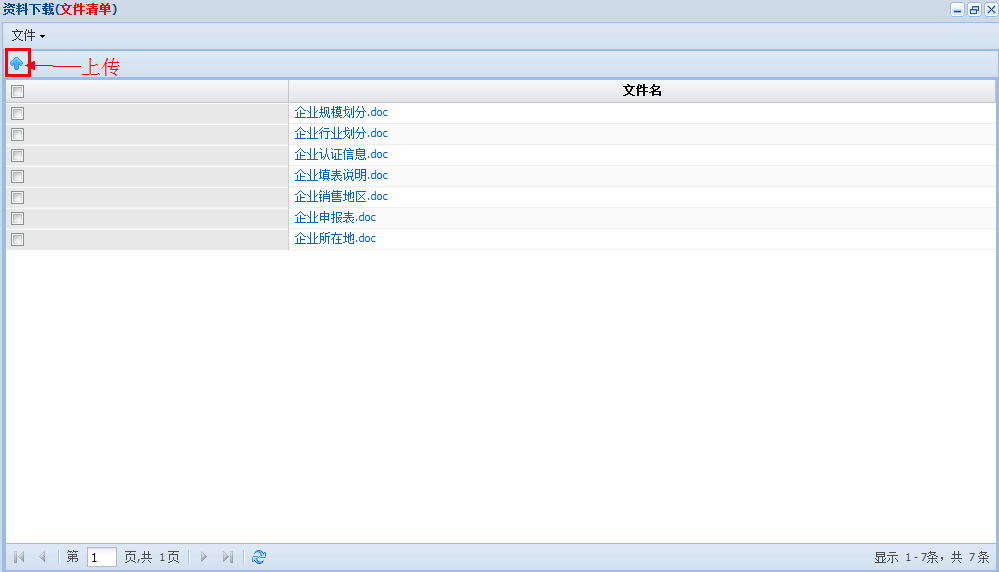 资料下载(文件清单)
文件
上传
文件名
企业规模划分.doc
企业行业划分.doc
企业认证信息.doc
企业填表说明.doc
企业销售地区.doc
企业申报表.doc
企业所在地.doc
第 1 页,共 1页 显示 1-7条，共 7 条